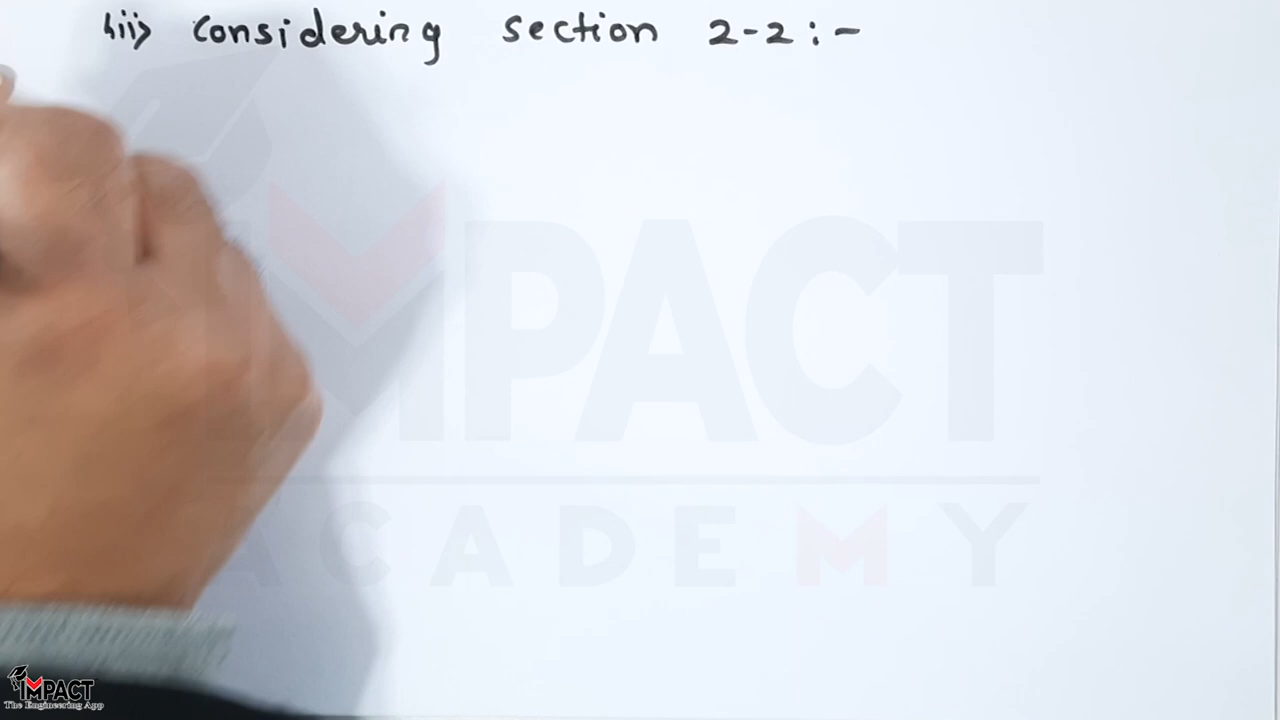 (ii) Considering section 2-2:-
IMPACT
ACADEMY
IMPACT
The Engineering App